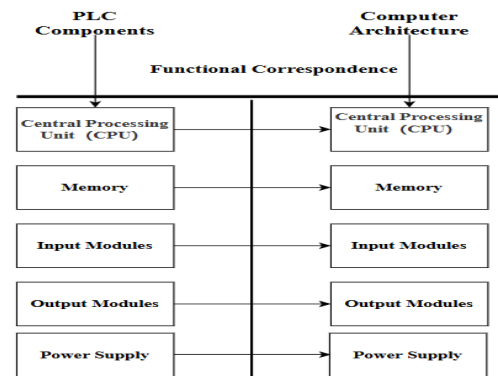 PLC
Components
Computer
Architecture
Functional Correspondence
Central Processing
Unit (CPU)
Central Processing
Unit (CPU)
Memory
Memory
Input Modules
Input Modules
Output Modules
Output Modules
Power Supply
Power Supply